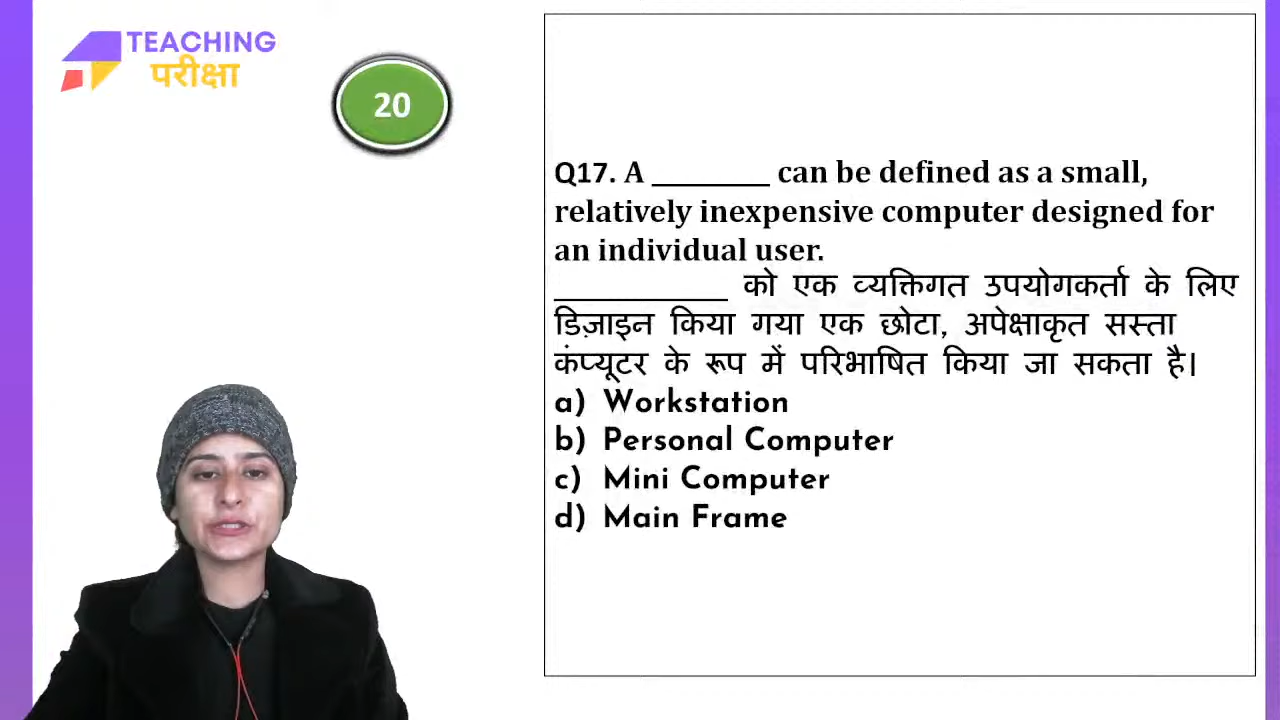 TEACHING
परीक्षा
20
Q17. A ________ can be defined as a small,
relatively inexpensive computer designed for
an individual user.
____________ को एक व्यक्तिगत उपयोगकर्ता के लिए
डिज़ाइन किया गया एक छोटा, अपेक्षाकृत सस्ता
कंप्यूटर के रूप में परिभाषित किया जा सकता है।
a) Workstation
b) Personal Computer
c) Mini Computer
d) Main Frame